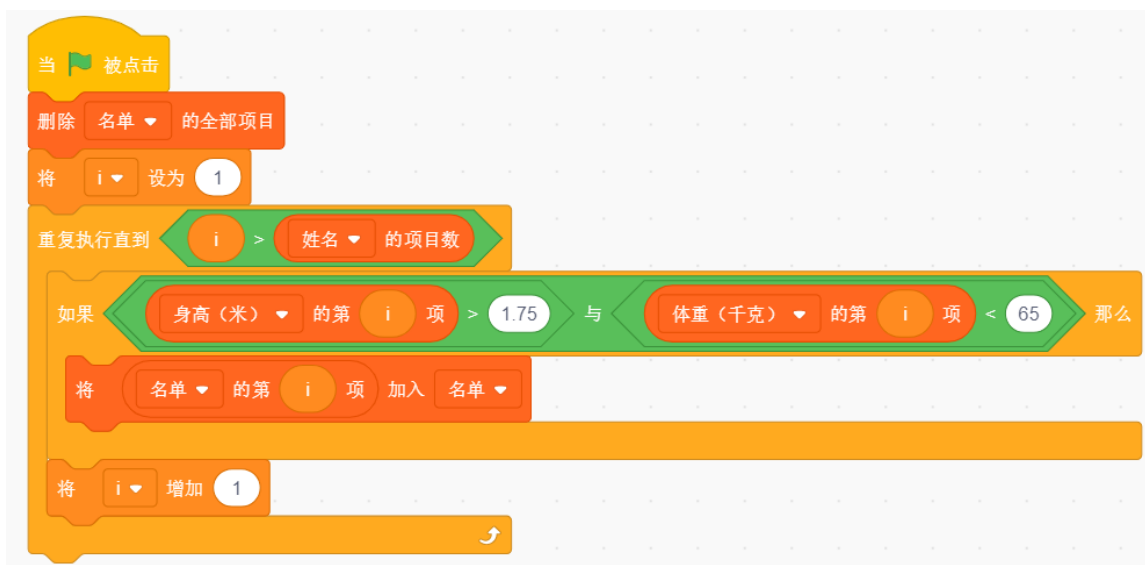 当 被点击
删除 名单 的全部项目
将 i 设为 1
重复执行直到 i > 姓名 的项目数
如果 身高（米） 的第 i 项 > 1.75 与 体重（千克） 的第 i 项 < 65 那么
将 名单 的第 i 项 加入 名单
将 i 增加 1